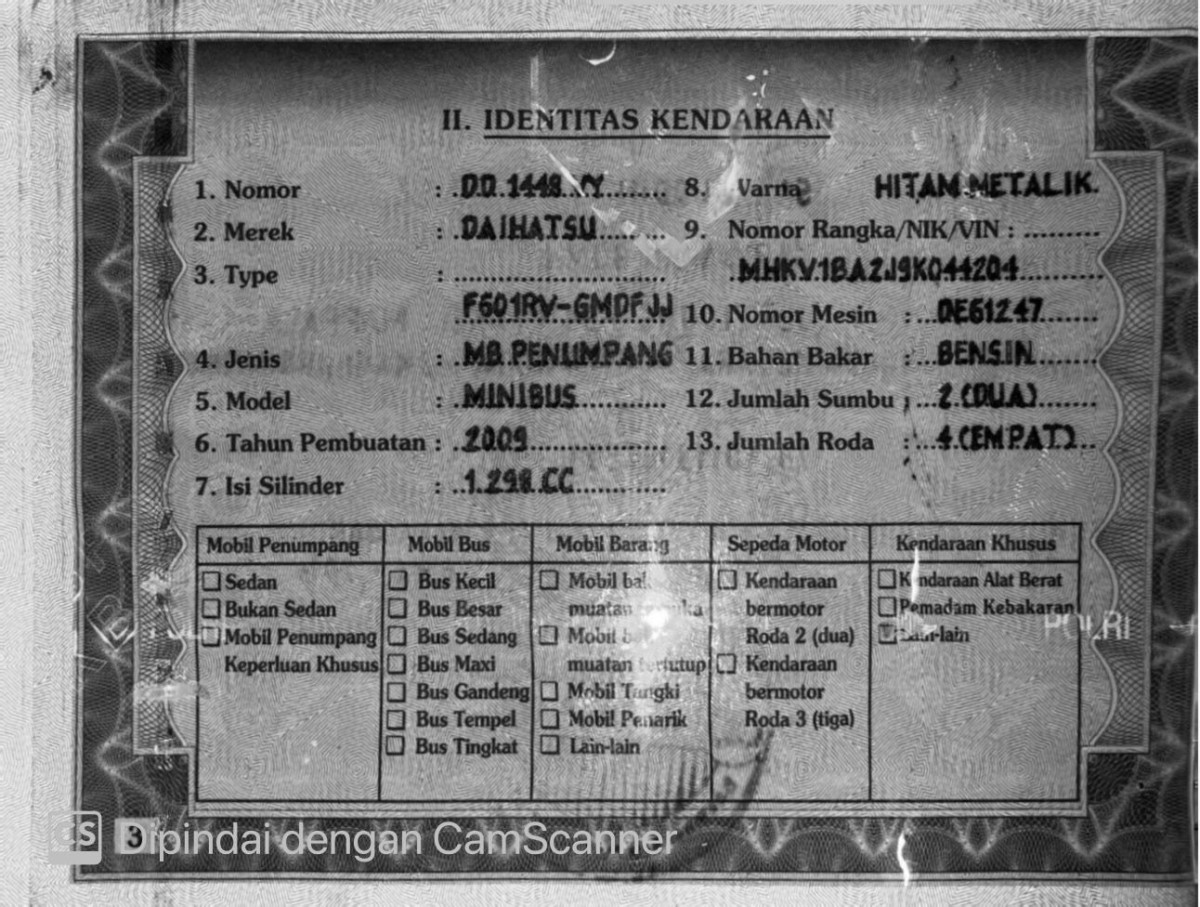 II. IDENTITAS KENDARAAN
1. Nomor : DD.1448
2. Merek : DAIHATSU
3. Type :
F601RV-GMDFJJ
4. Jenis : MB.PENUMPANG
5. Model : MINIBUS
6. Tahun Pembuatan : 2009
7. Isi Silinder : 1.298.CC
8. Warna HITAM.METALIK.
9. Nomor Rangka/NIK/VIN :
MHKV1BA2J9K044204
10. Nomor Mesin : DE61247
11. Bahan Bakar : BENSIN
12. Jumlah Sumbu : 2.(DUA)
13. Jumlah Roda : 4.(EMPAT)
Mobil Penumpang
Sedan
Bukan Sedan
Mobil Penumpang
Keperluan Khusus
Mobil Bus
Bus Kecil
Bus Besar
Bus Sedang
Bus Maxi
Bus Gandeng
Bus Tempel
Bus Tingkat
Mobil Barang
Mobil
muatan
Mobil
muatan tertutup
Mobil Tangki
Mobil Penarik
Lain-lain
Sepeda Motor
Kendaraan
bermotor
Roda 2 (dua)
Kendaraan
bermotor
Roda 3 (tiga)
Kendaraan Khusus
Kendaraan Alat Berat
Pemadam Kebakaran
Lain-lain
POLRI
3
CS Dipindai dengan CamScanner